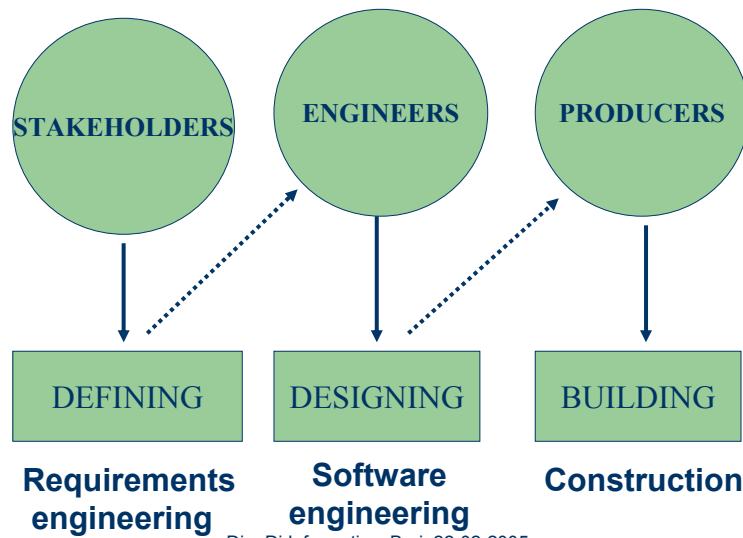 STAKEHOLDERS
ENGINEERS
PRODUCERS
DEFINING
DESIGNING
BUILDING
Requirements
engineering
Software
engineering
Construction